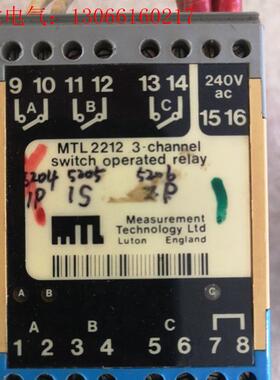 电气：13066160217
9 10 11 12 13 14 240V
ac
A B C 15 16
MTL 2212 3-channel
switch operated relay
5204 5205 5206
1P 1S 2P
MTL Measurement
Technology Ltd
Luton England
A B C
A B C
1 2 3 4 5 6 7 8